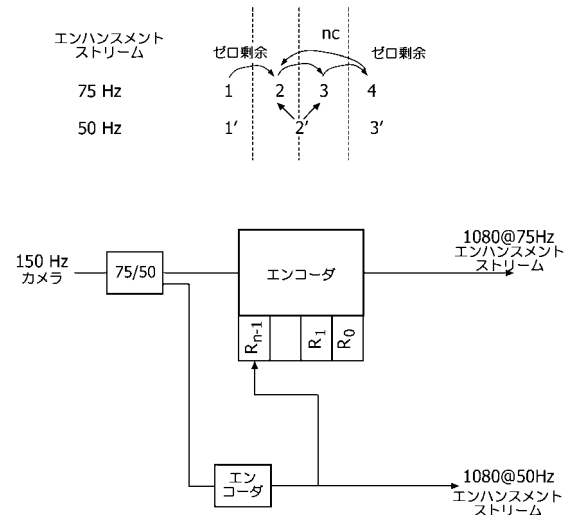 エンハンスメント
ストリーム
ゼロ剰余
nc
ゼロ剰余
75 Hz
1
2
3
4
50 Hz
1′
2′
3′
150 Hz
カメラ
75/50
エンコーダ
Rn-1
R1
R0
1080@75Hz
エンハンスメント
ストリーム
エン
コーダ
1080@50Hz
エンハンスメント
ストリーム